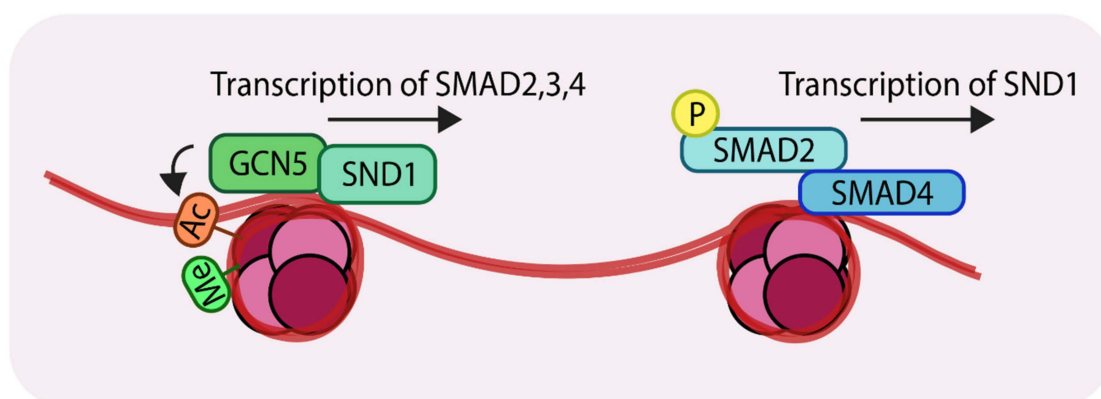 Transcription of SMAD2,3,4
Transcription of SND1
P
GCN5
SND1
SMAD2
SMAD4
Ac
Me